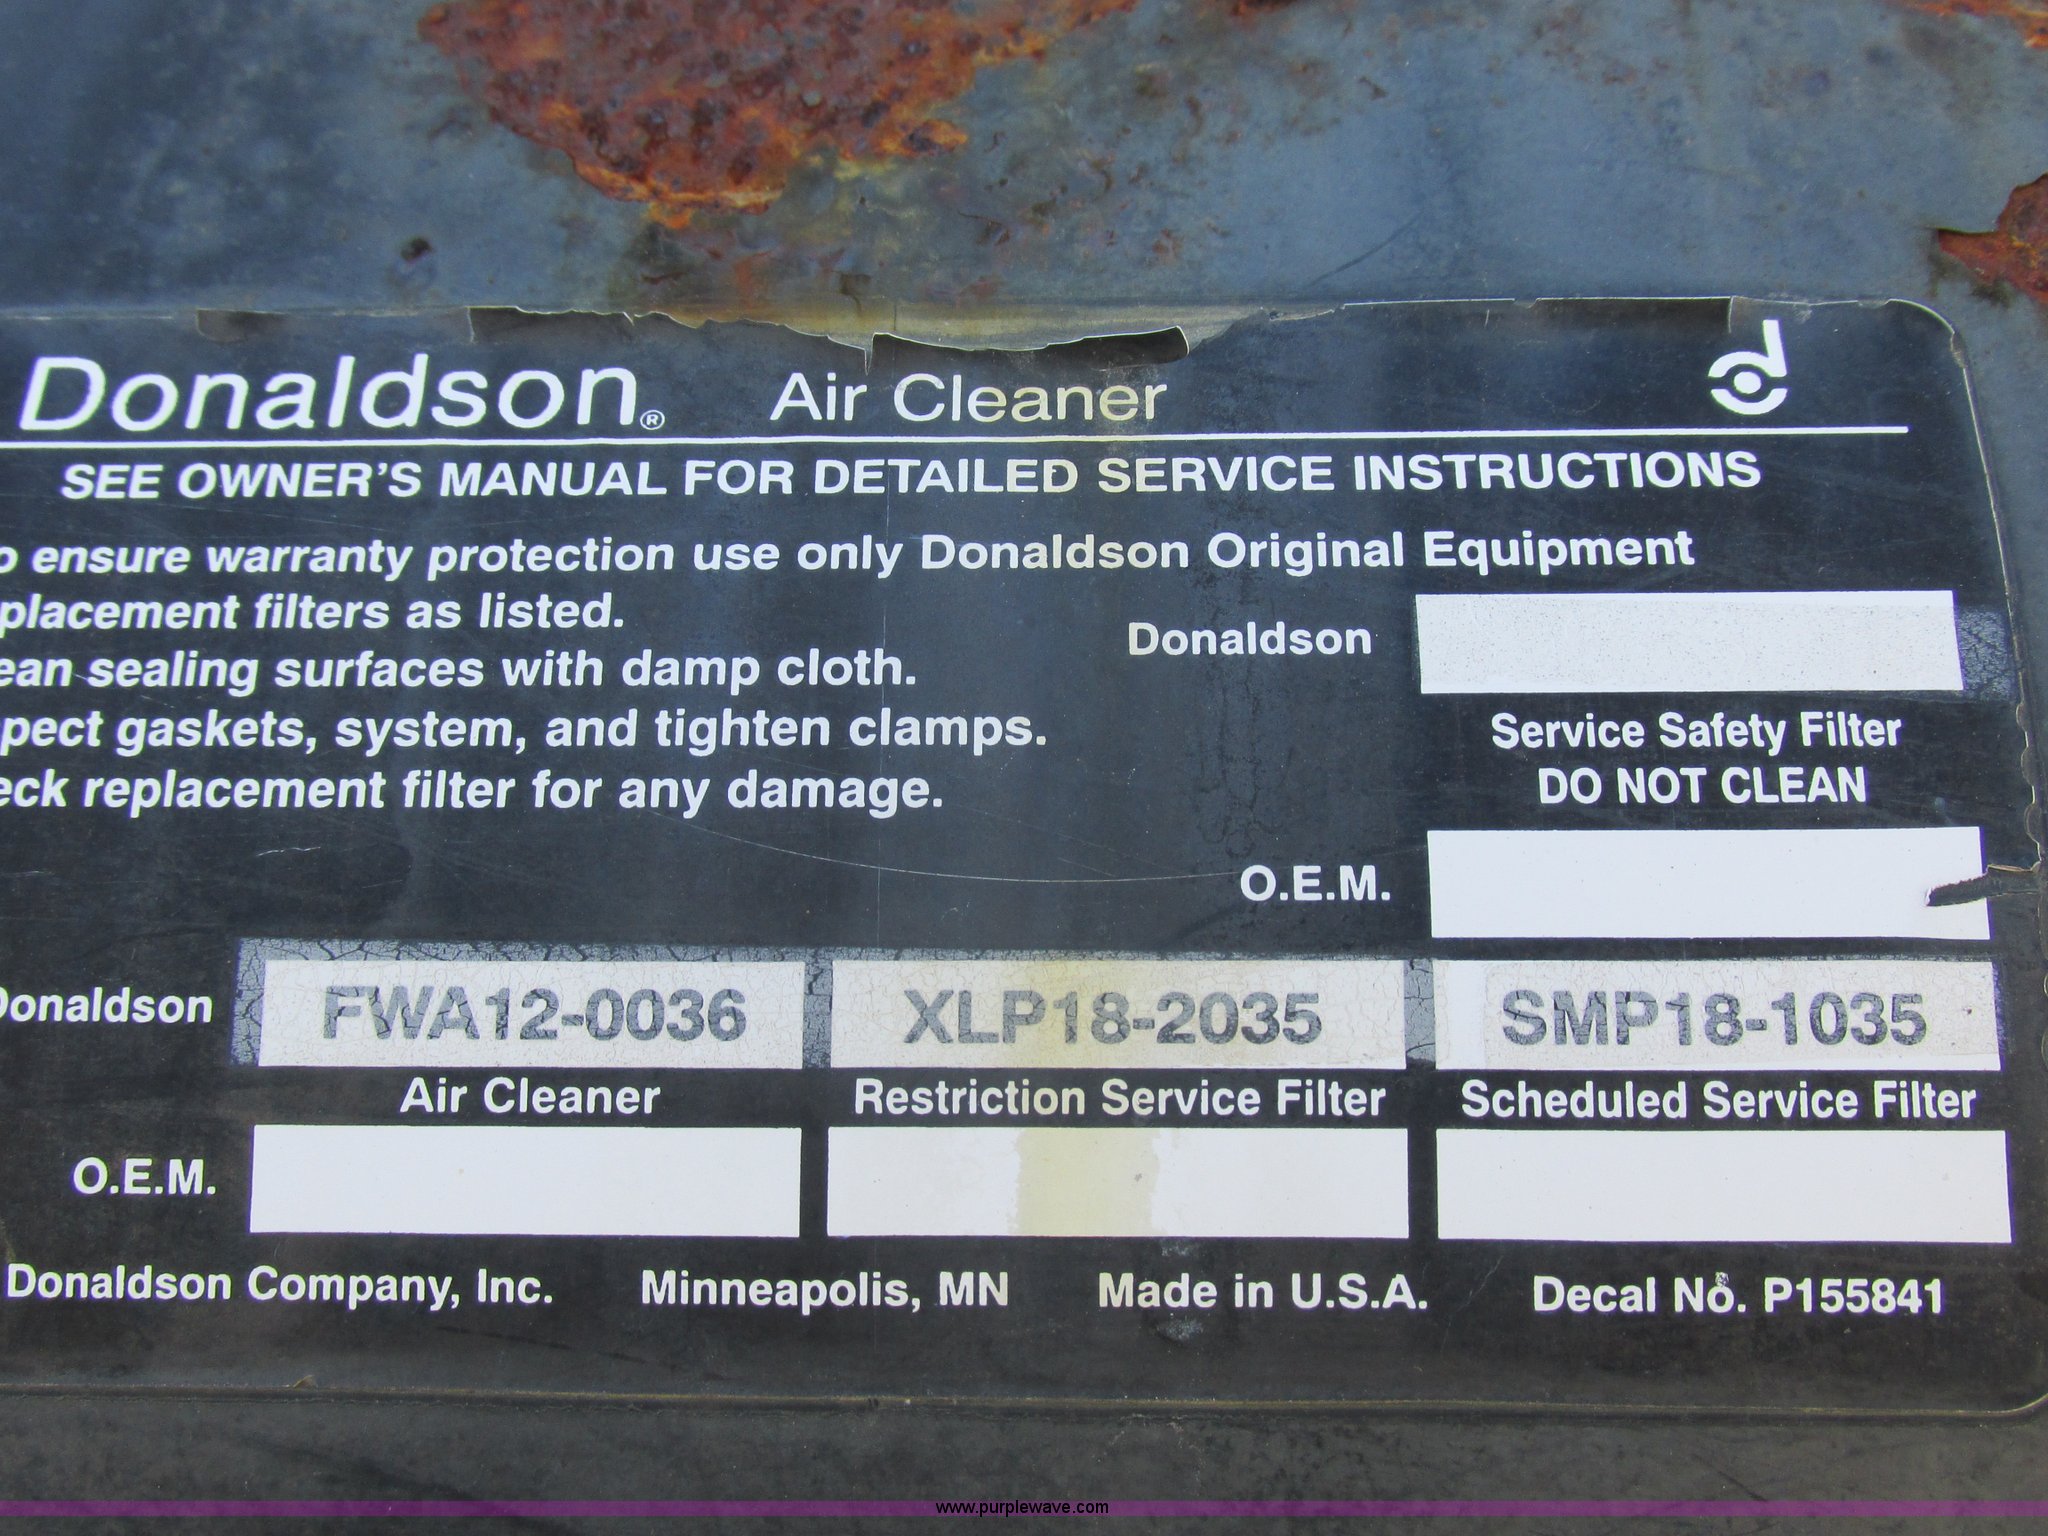 Donaldson® Air Cleaner
SEE OWNER'S MANUAL FOR DETAILED SERVICE INSTRUCTIONS
o ensure warranty protection use only Donaldson Original Equipment
placement filters as listed.
Donaldson
ean sealing surfaces with damp cloth.
pect gaskets, system, and tighten clamps.
Service Safety Filter
DO NOT CLEAN
eck replacement filter for any damage.
O.E.M.
Donaldson FWA12-0036 XLP18-2035 SMP18-1035
Air Cleaner Restriction Service Filter Scheduled Service Filter
O.E.M.
Donaldson Company, Inc. Minneapolis, MN Made in U.S.A. Decal No. P155841
www.purplewave.com